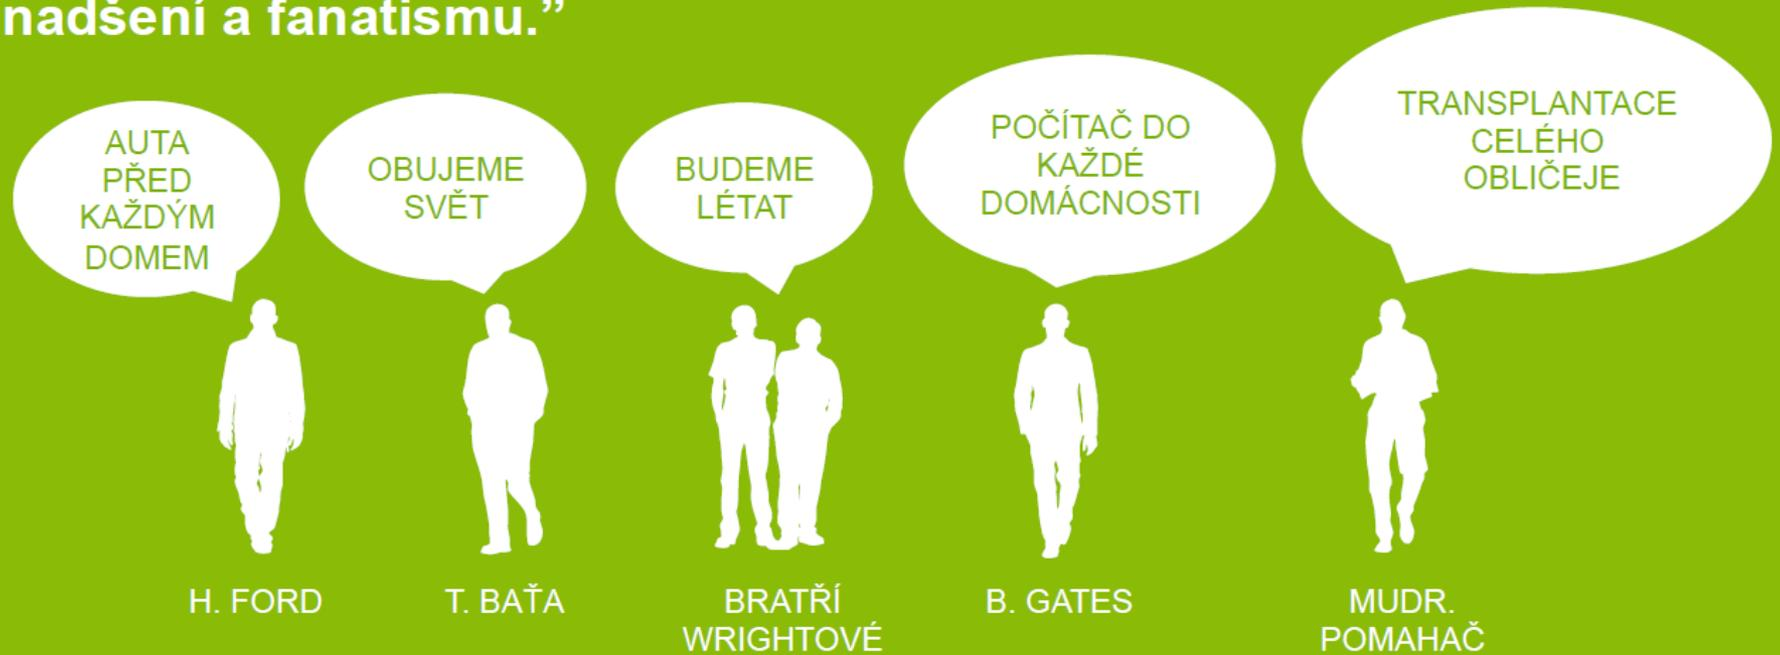 nadšení a fanatismu.”
AUTA
PŘED
KAŽDÝM
DOMEM
OBUJEME
SVĚT
BUDEME
LÉTAT
POČÍTAČ DO
KAŽDÉ
DOMÁCNOSTI
TRANSPLANTACE
CELÉHO
OBLIČEJE
H. FORD
T. BAŤA
BRATŘÍ
WRIGHTOVÉ
B. GATES
MUDR.
POMAHAČ